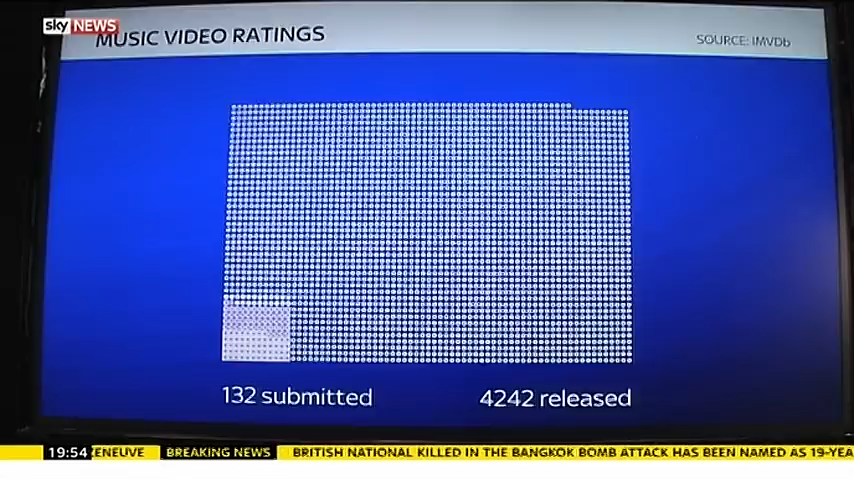 sky NEWS
MUSIC VIDEO RATINGS
SOURCE: IMVDb
132 submitted
4242 released
19:54 ZENEUVE BREAKING NEWS BRITISH NATIONAL KILLED IN THE BANGKOK BOMB ATTACK HAS BEEN NAMED AS 19-YEA